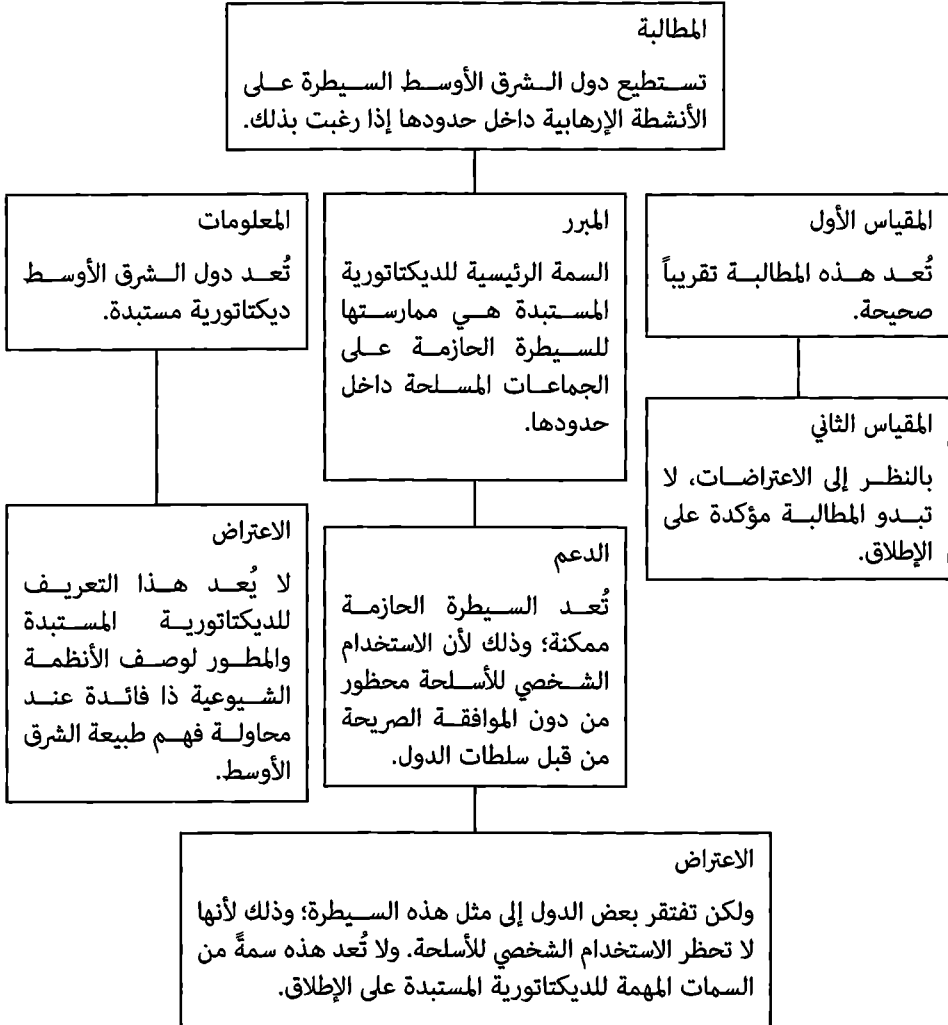 المطالبة
تستطيع دول الشرق الأوسط السيطرة على
الأنشطة الإرهابية داخل حدودها إذا رغبت بذلك.
المقياس الأول
تُعد هذه المطالبة تقريباً
صحيحة.
المقياس الثاني
بالنظر إلى الاعتراضات، لا
تبدو المطالبة مؤكدة على
الإطلاق.
المبرر
السمة الرئيسية للديكتاتورية
المستبدة هي ممارستها
للسيطرة الحازمة على
الجماعات المسلحة داخل
حدودها.
الدعم
تُعد السيطرة الحازمة
ممكنة؛ وذلك لأن الاستخدام
الشخصي للأسلحة محظور
من دون الموافقة الصريحة
من قبل سلطات الدول.
المعلومات
تُعد دول الشرق الأوسط
ديكتاتورية مستبدة.
الاعتراض
لا يُعد هذا التعريف
للديكتاتورية المستبدة
والمطور لوصف الأنظمة
الشيوعية ذا فائدة عند
محاولة فهم طبيعة الشرق
الأوسط.
الاعتراض
ولكن تفتقر بعض الدول إلى مثل هذه السيطرة؛ وذلك لأنها
لا تحظر الاستخدام الشخصي للأسلحة. ولا تُعد هذه سمةً من
السمات المهمة للديكتاتورية المستبدة على الإطلاق.